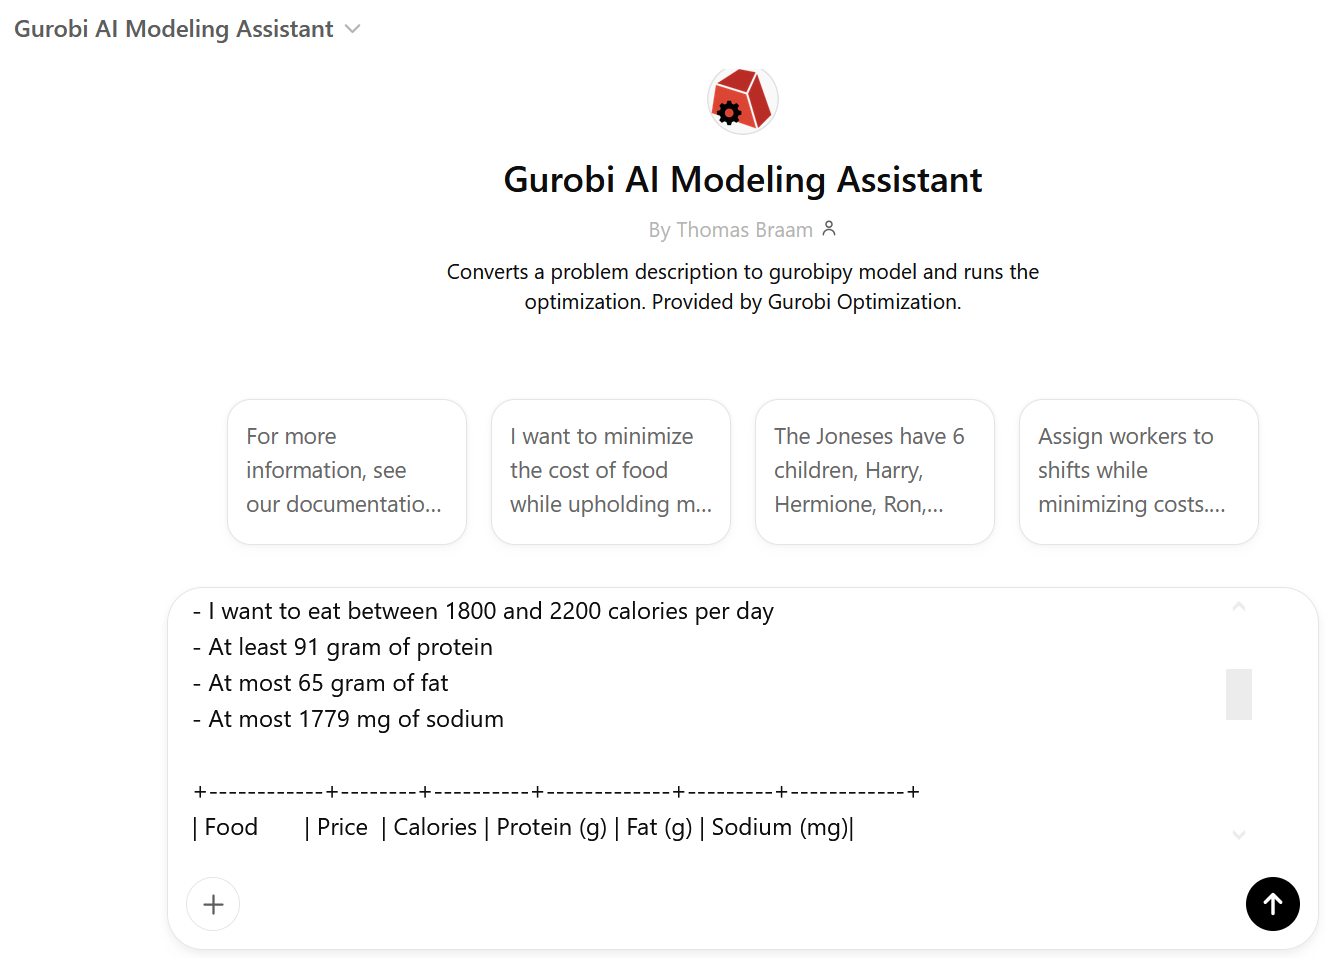 Gurobi AI Modeling Assistant
Gurobi AI Modeling Assistant
By Thomas Braam
Converts a problem description to gurobipy model and runs the
optimization. Provided by Gurobi Optimization.
For more
information, see
our documentatio...
I want to minimize
the cost of food
while upholding m...
The Joneses have 6
children, Harry,
Hermione, Ron,...
Assign workers to
shifts while
minimizing costs....
- I want to eat between 1800 and 2200 calories per day
- At least 91 gram of protein
- At most 65 gram of fat
- At most 1779 mg of sodium
+------------+--------+----------+-------------+---------+------------+
| Food | Price | Calories | Protein (g) | Fat (g) | Sodium (mg)|